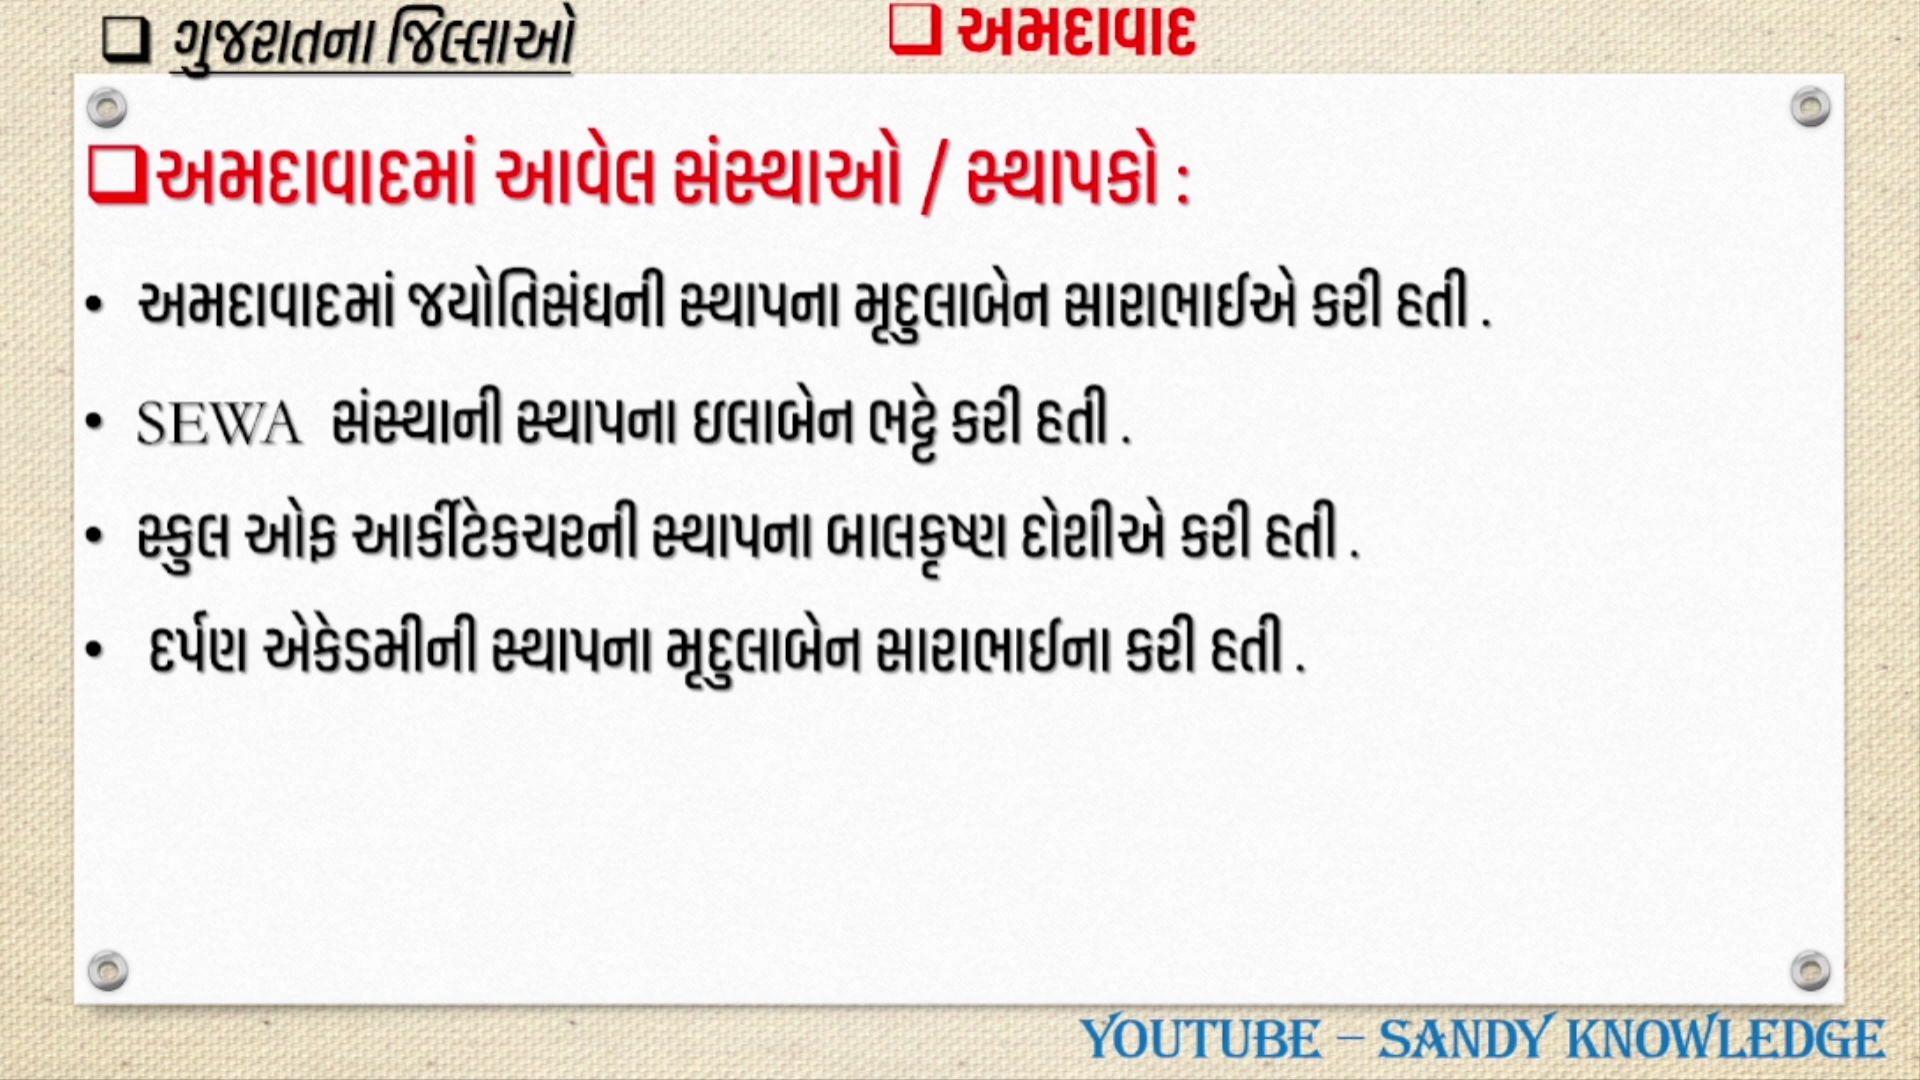 ગુજરાતના જિલ્લાઓ
અમદાવાદ
અમદાવાદમાં આવેલ સંસ્થાઓ / સ્થાપકો :
• અમદાવાદમાં જયોતિસંઘની સ્થાપના મૃદુલાબેન સારાભાઈએ કરી હતી .
• SEWA સંસ્થાની સ્થાપના ઇલાબેન ભટ્ટે કરી હતી .
• સ્કુલ ઓફ આર્કીટેકચરની સ્થાપના બાલકૃષ્ણ દોશીએ કરી હતી .
• દર્પણ એકેડમીની સ્થાપના મૃદુલાબેન સારાભાઈના કરી હતી .
YOUTUBE – SANDY KNOWLEDGE